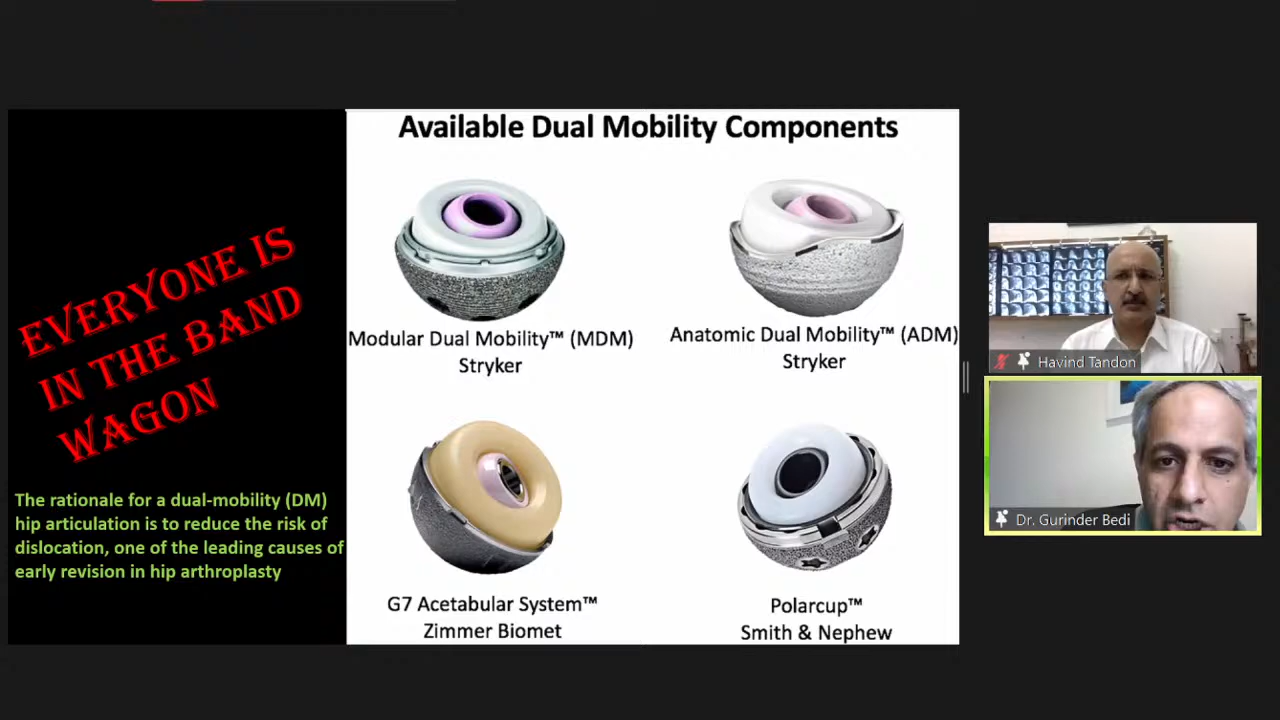 Available Dual Mobility Components
EVERYONE IS
IN THE BAND
WAGON
The rationale for a dual-mobility (DM)
hip articulation is to reduce the risk of
dislocation, one of the leading causes of
early revision in hip arthroplasty
Modular Dual Mobility™ (MDM)
Stryker
Anatomic Dual Mobility™ (ADM)
Stryker
G7 Acetabular System™
Zimmer Biomet
Polarcup™
Smith & Nephew
Havind Tandon
Dr. Gurinder Bedi